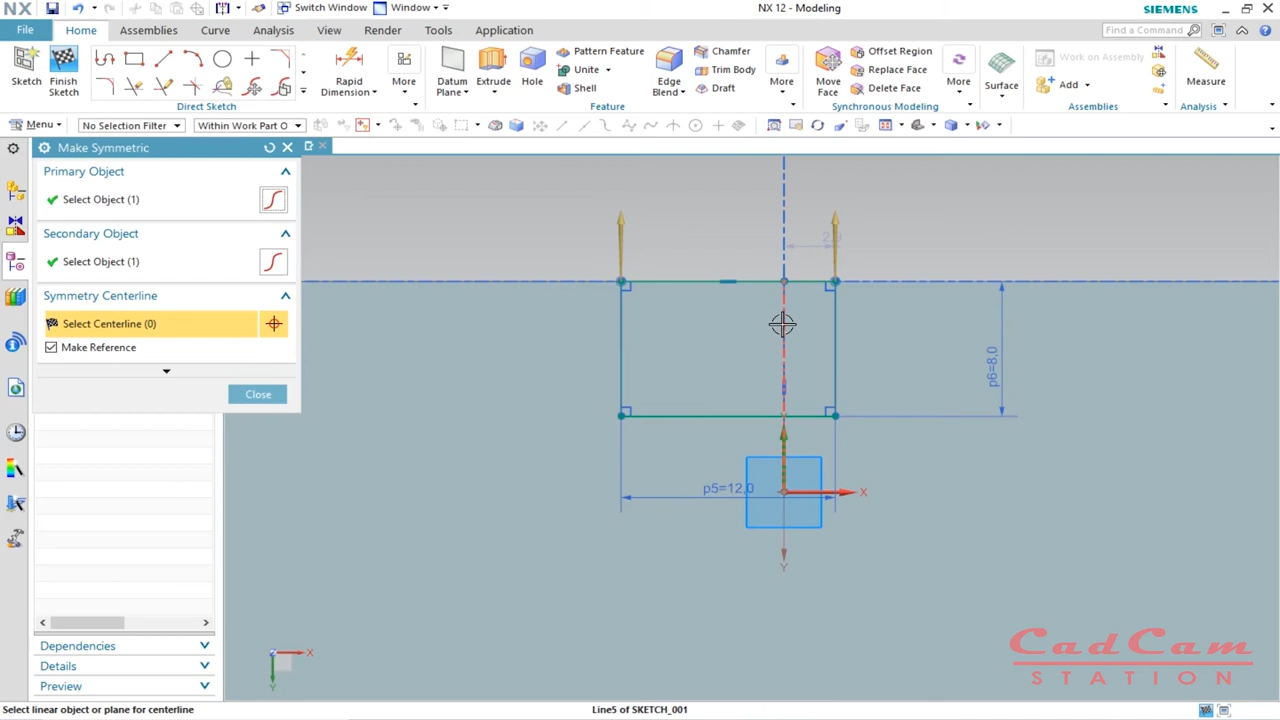 NX
Switch Window
Window
NX 12 - Modeling
SIEMENS
File
Home
Assemblies
Curve
Analysis
View
Render
Tools
Application
Find a Command
Sketch
Finish Sketch
Rapid Dimension
More
Direct Sketch
Datum Plane
Extrude
Hole
Pattern Feature
Unite
Shell
Edge Blend
Chamfer
Trim Body
Draft
More
Feature
Move Face
Offset Region
Replace Face
Delete Face
More
Synchronous Modeling
Surface
Work on Assembly
Add
Assemblies
Measure
Analysis
Menu
No Selection Filter
Within Work Part O
Make Symmetric
Primary Object
Select Object (1)
Secondary Object
Select Object (1)
Symmetry Centerline
Select Centerline (0)
Make Reference
Close
p6=8,0
p5=12,0
X
Y
X
Y
Dependencies
Details
Preview
CadCam
STATION
Select linear object or plane for centerline
Line5 of SKETCH_001